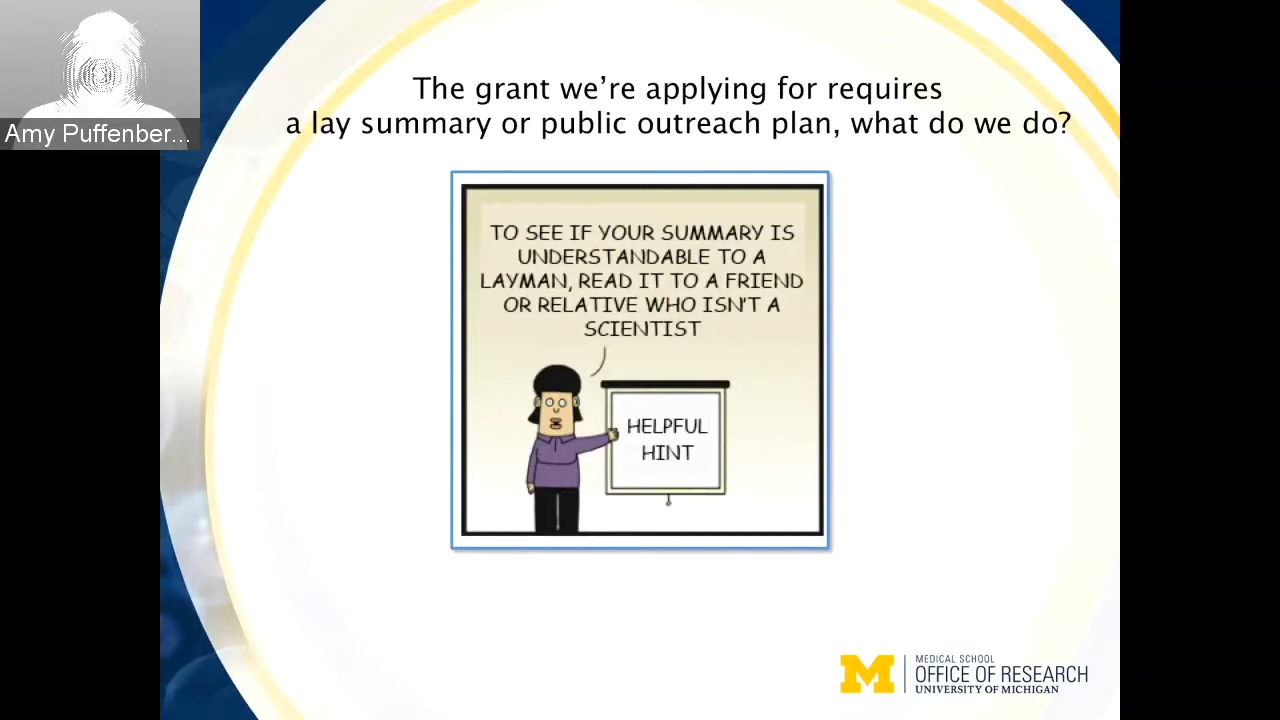 The grant we’re applying for requires
a lay summary or public outreach plan, what do we do?
Amy Puffenber...
TO SEE IF YOUR SUMMARY IS
UNDERSTANDABLE TO A
LAYMAN, READ IT TO A FRIEND
OR RELATIVE WHO ISN'T A
SCIENTIST
HELPFUL
HINT
M
MEDICAL SCHOOL
OFFICE OF RESEARCH
UNIVERSITY OF MICHIGAN